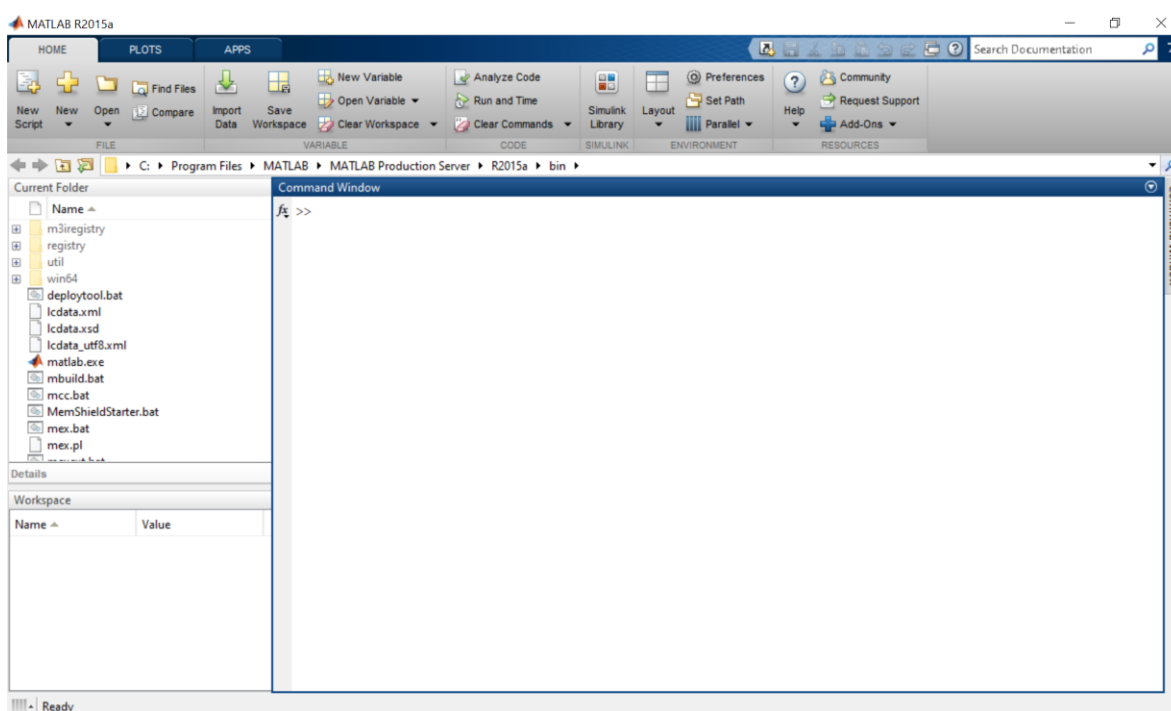 MATLAB R2015a
HOME PLOTS APPS
Search Documentation
New Script
New
Open
Find Files
Compare
Import Data
Save Workspace
New Variable
Open Variable
Clear Workspace
Analyze Code
Run and Time
Clear Commands
Simulink Library
Layout
Preferences
Set Path
Parallel
Help
Community
Request Support
Add-Ons
FILE VARIABLE CODE SIMULINK ENVIRONMENT RESOURCES
C: Program Files MATLAB MATLAB Production Server R2015a bin
Current Folder
Name
m3iregistry
registry
util
win64
deploytool.bat
lcdata.xml
lcdata.xsd
lcdata_utf8.xml
matlab.exe
mbuild.bat
mcc.bat
MemShieldStarter.bat
mex.bat
mex.pl
Details
Workspace
Name Value
Command Window
fx >>
Ready